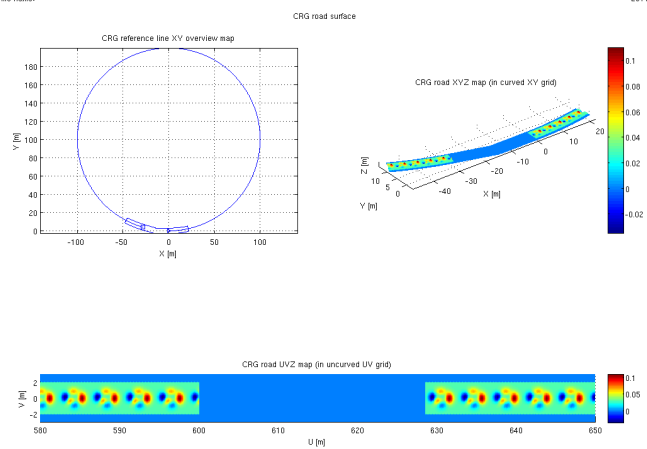 CRG road surface
CRG reference line XY overview map
180
160
140
120
100
80
60
40
20
0
Y [m]
-100 -50 0 50 100
X [m]
CRG road XYZ map (in curved XY grid)
Z [m]
10
5
0
Y [m]
-40 -30 -20 -10 0 10 20
X [m]
0.1
0.08
0.06
0.04
0.02
0
-0.02
CRG road UVZ map (in uncurved UV grid)
2
0
-2
V [m]
580 590 600 610 620 630 640 650
U [m]
0.1
0.05
0